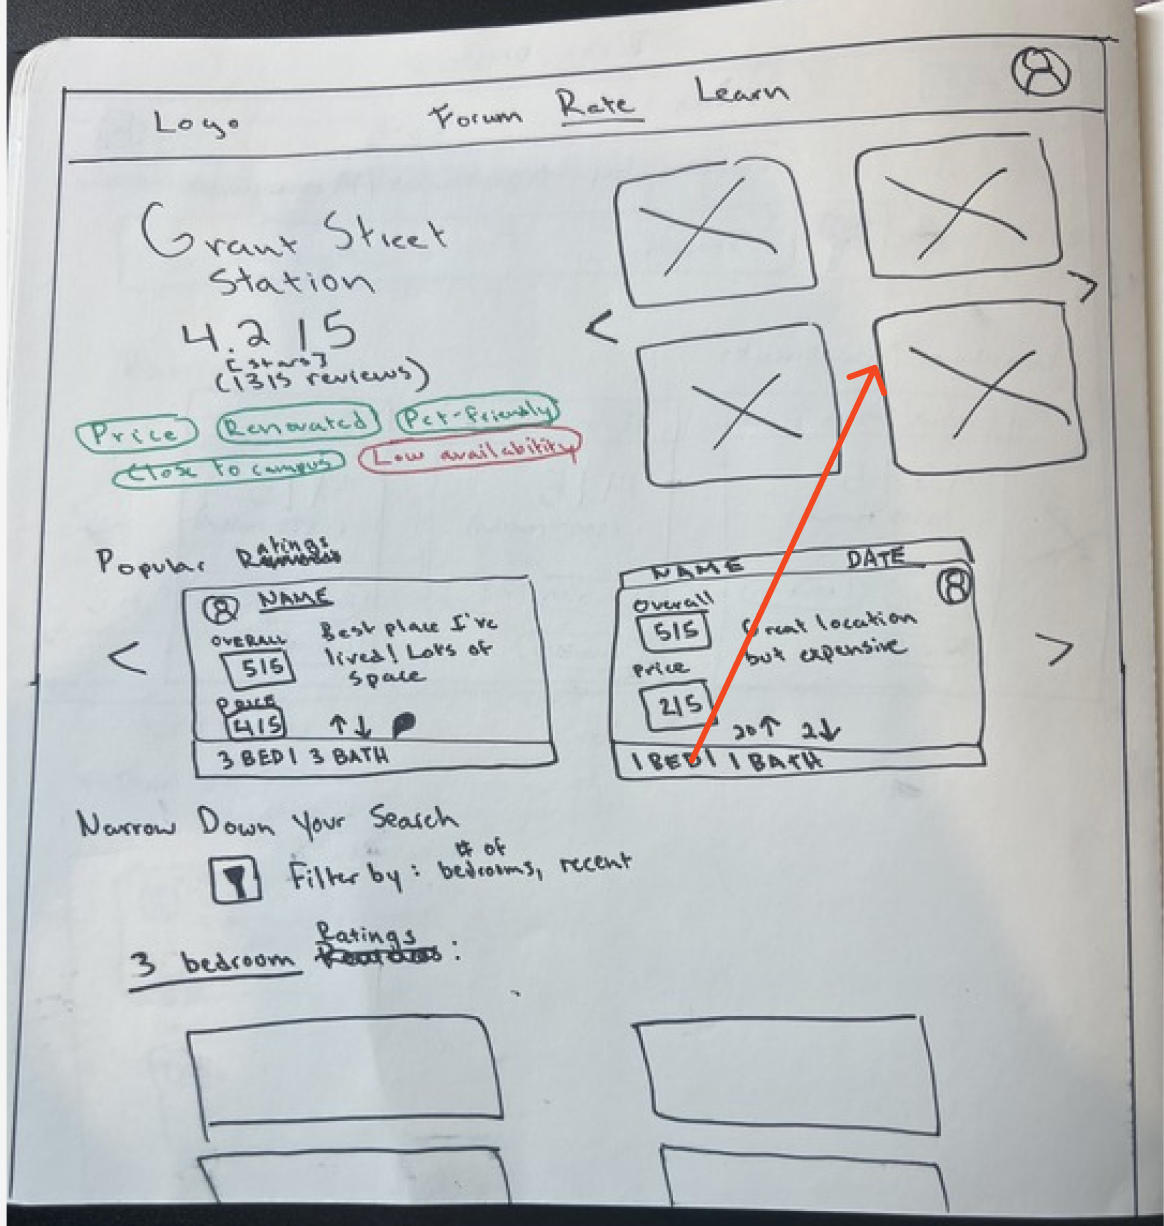 Logo Forum Rate Learn
Grant Street
Station
4.2 | 5
[stars]
(1315 reviews)
Price Renovated Pet-friendly
Close to campus Low availability
Popular Ratings
NAME
OVERALL
5|5
Best place I've
lived! Lots of
space
PRICE
4|5
↑↓
3 BED | 3 BATH
NAME DATE
Overall
5|5
Great location
but expensive
Price
2|5
20↑ 2↓
1 BED | 1 BATH
Narrow Down Your Search
Filter by: # of bedrooms, recent
3 bedroom Ratings: